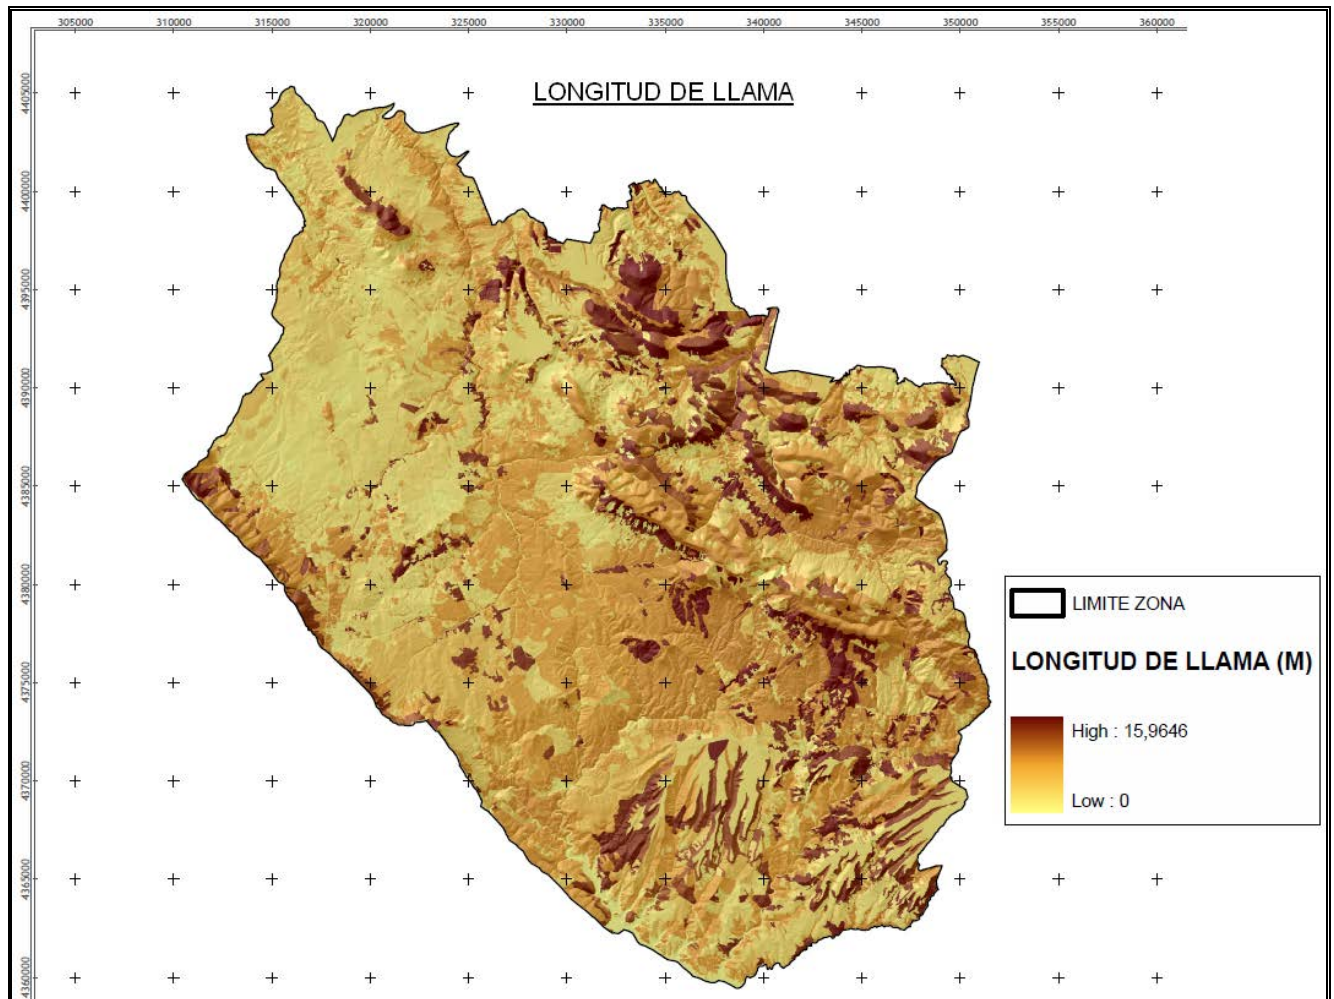 305000 310000 315000 320000 325000 330000 335000 340000 345000 350000 355000 360000
LONGITUD DE LLAMA
4405000
4400000
4395000
4390000
4385000
4380000
4375000
4370000
4365000
4360000
LIMITE ZONA
LONGITUD DE LLAMA (M)
High : 15,9646
Low : 0